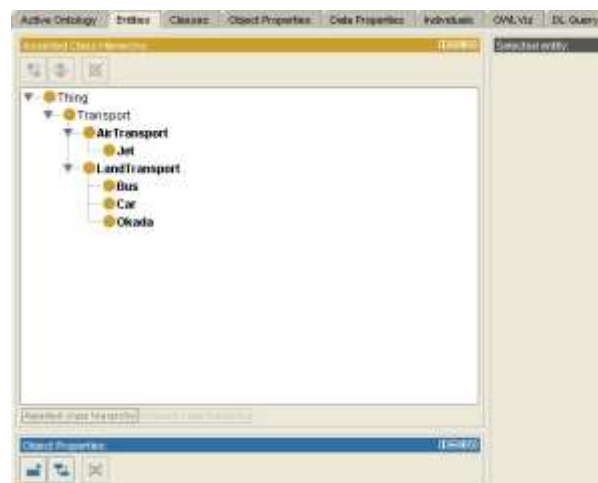 Active Ontology Entities Classes Object Properties Data Properties Individuals OWLViz DL Query
Asserted Class Hierarchy
Selected entity
Thing
Transport
AirTransport
Jet
LandTransport
Bus
Car
Okada
Asserted class hierarchy
Object Properties